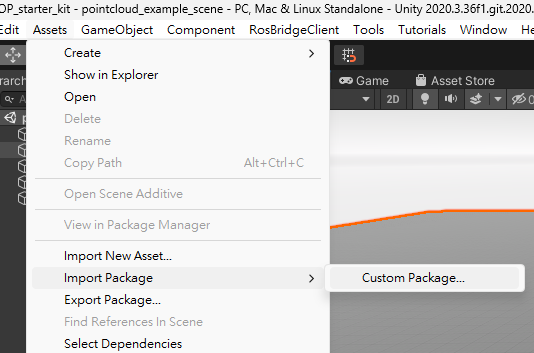 OP_starter_kit - pointcloud_example_scene - PC, Mac & Linux Standalone - Unity 2020.3.36f1.git.2020.
Edit Assets GameObject Component RosBridgeClient Tools Tutorials Window He
Create
Show in Explorer
Open
Delete
Rename
Copy Path Alt+Ctrl+C
Open Scene Additive
View in Package Manager
Import New Asset...
Import Package
Export Package...
Find References In Scene
Select Dependencies
Custom Package...
Game Asset Store
2D 0